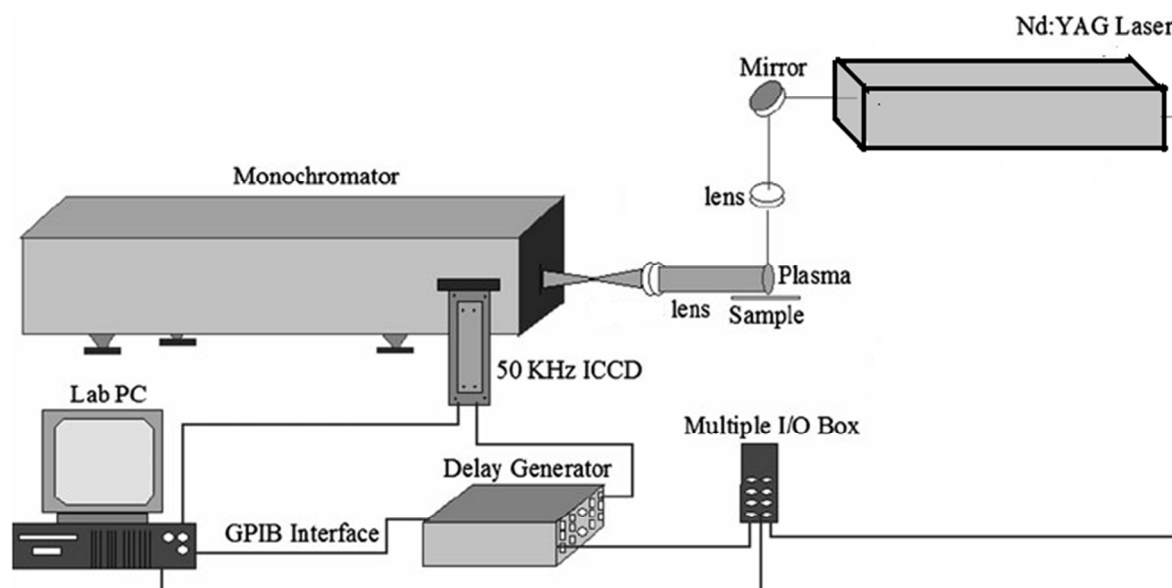 Nd:YAG Laser
Mirror
Monochromator
lens
Plasma
lens
Sample
50 KHz ICCD
Lab PC
Multiple I/O Box
Delay Generator
GPIB Interface